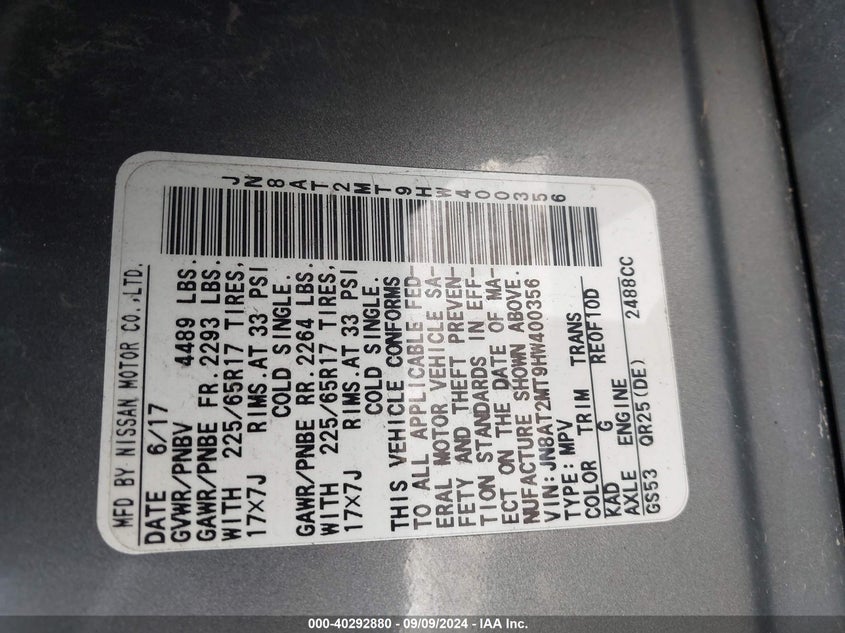 MFD BY NISSAN MOTOR CO.,LTD.
JN8AT2MT9HW400356
DATE 6/17
GVWR/PNBV 4489 LBS.
GAWR/PNBE FR. 2293 LBS.
WITH 225/65R17 TIRES,
17X7J RIMS.AT 33 PSI
COLD SINGLE.
GAWR/PNBE RR. 2264 LBS.
WITH 225/65R17 TIRES,
17X7J RIMS.AT 33 PSI
COLD SINGLE.
THIS VEHICLE CONFORMS
TO ALL APPLICABLE FED-
ERAL MOTOR VEHICLE SA-
FETY AND THEFT PREVEN-
TION STANDARDS IN EFF-
ECT ON THE DATE OF MA-
NUFACTURE SHOWN ABOVE.
VIN:JN8AT2MT9HW400356
TYPE:MPV
COLOR TRIM TRANS
KAD G RE0F10D
AXLE ENGINE
GS53 QR25(DE) 2488CC
000-40292880 - 09/09/2024 - IAA Inc.